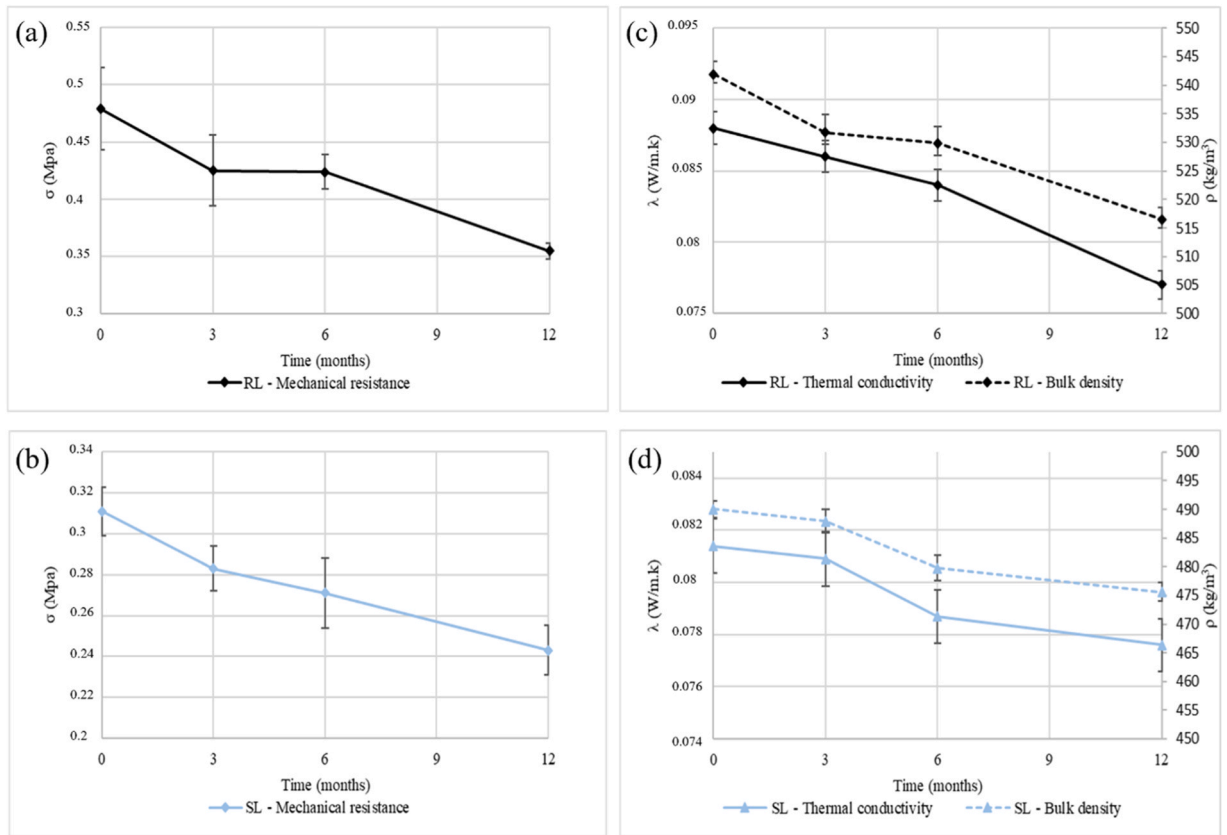 (a)
0.55
0.5
0.45
0.4
0.35
0.3
σ (Mpa)
0 3 6 9 12
Time (months)
RL - Mechanical resistance
(c)
0.095
0.09
0.085
0.08
0.075
λ (W/m.k)
550
545
540
535
530
525
520
515
510
505
500
ρ (kg/m³)
0 3 6 9 12
Time (months)
RL - Thermal conductivity RL - Bulk density
(b)
0.34
0.32
0.3
0.28
0.26
0.24
0.22
0.2
σ (Mpa)
0 3 6 9 12
Time (months)
SL - Mechanical resistance
(d)
0.084
0.082
0.08
0.078
0.076
0.074
λ (W/m.k)
500
495
490
485
480
475
470
465
460
455
450
ρ (kg/m³)
0 3 6 9 12
Time (months)
SL - Thermal conductivity SL - Bulk density